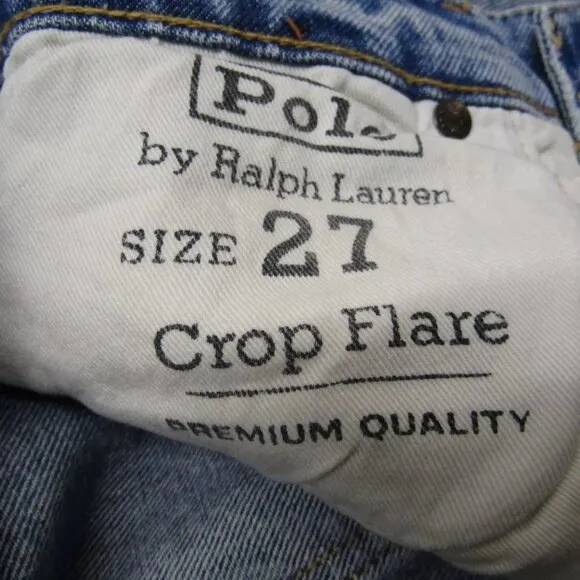 Polo
by Ralph Lauren
SIZE 27
Crop Flare
PREMIUM QUALITY